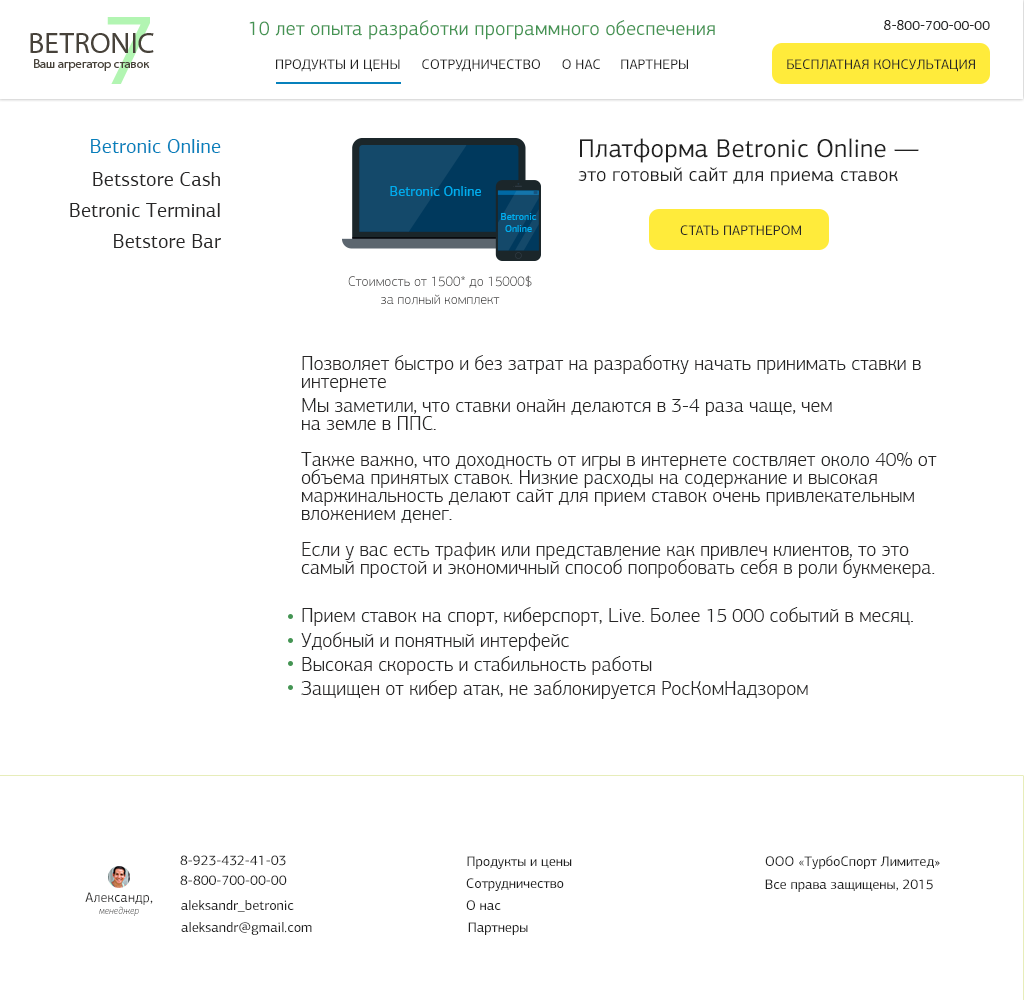 BETRONIC 7
Ваш агрегатор ставок
10 лет опыта разработки программного обеспечения
8-800-700-00-00
ПРОДУКТЫ И ЦЕНЫ СОТРУДНИЧЕСТВО О НАС ПАРТНЕРЫ
БЕСПЛАТНАЯ КОНСУЛЬТАЦИЯ
Betronic Online
Betsstore Cash
Betronic Terminal
Betstore Bar
Betronic Online
Betronic
Online
Стоимость от 1500* до 15000$
за полный комплект
Платформа Betronic Online —
это готовый сайт для приема ставок
СТАТЬ ПАРТНЕРОМ
Позволяет быстро и без затрат на разработку начать принимать ставки в
интернете
Мы заметили, что ставки онайн делаются в 3-4 раза чаще, чем
на земле в ППС.
Также важно, что доходность от игры в интернете соствляет около 40% от
объема принятых ставок. Низкие расходы на содержание и высокая
маржинальность делают сайт для прием ставок очень привлекательным
вложением денег.
Если у вас есть трафик или представление как привлеч клиентов, то это
самый простой и экономичный способ попробовать себя в роли букмекера.
• Прием ставок на спорт, киберспорт, Live. Более 15 000 событий в месяц.
• Удобный и понятный интерфейс
• Высокая скорость и стабильность работы
• Защищен от кибер атак, не заблокируется РосКомНадзором
Александр,
менеджер
8-923-432-41-03
8-800-700-00-00
aleksandr_betronic
aleksandr@gmail.com
Продукты и цены
Сотрудничество
О нас
Партнеры
ООО «ТурбоСпорт Лимитед»
Все права защищены, 2015